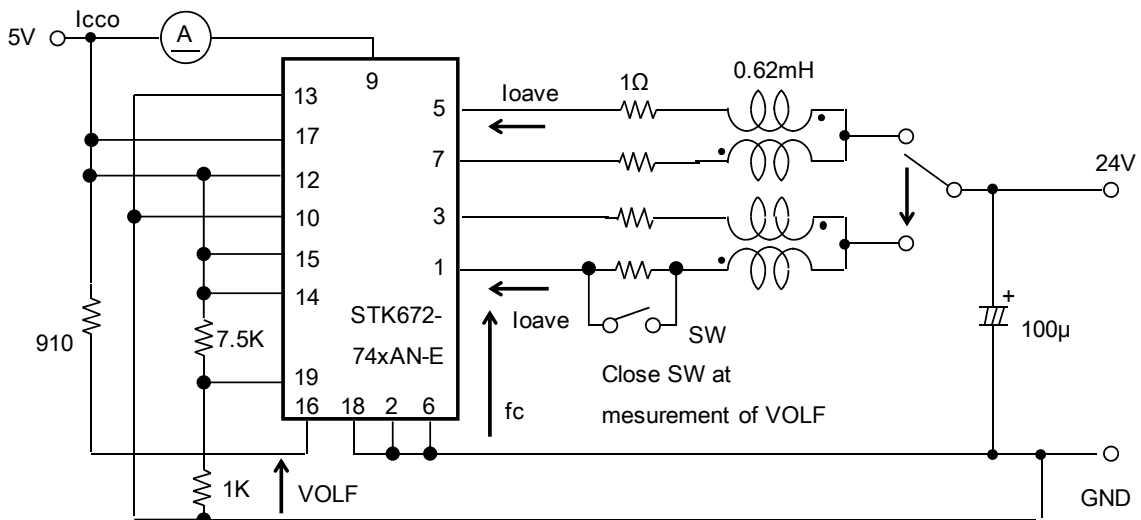 Icco
5V
A
9
13
17
12
10
15
14
19
16
18
2
6
5
7
3
1
STK672-
74xAN-E
Ioave
1Ω
0.62mH
24V
Ioave
SW
Close SW at
mesurement of VOLF
fc
910
7.5K
1K
VOLF
+
100μ
GND